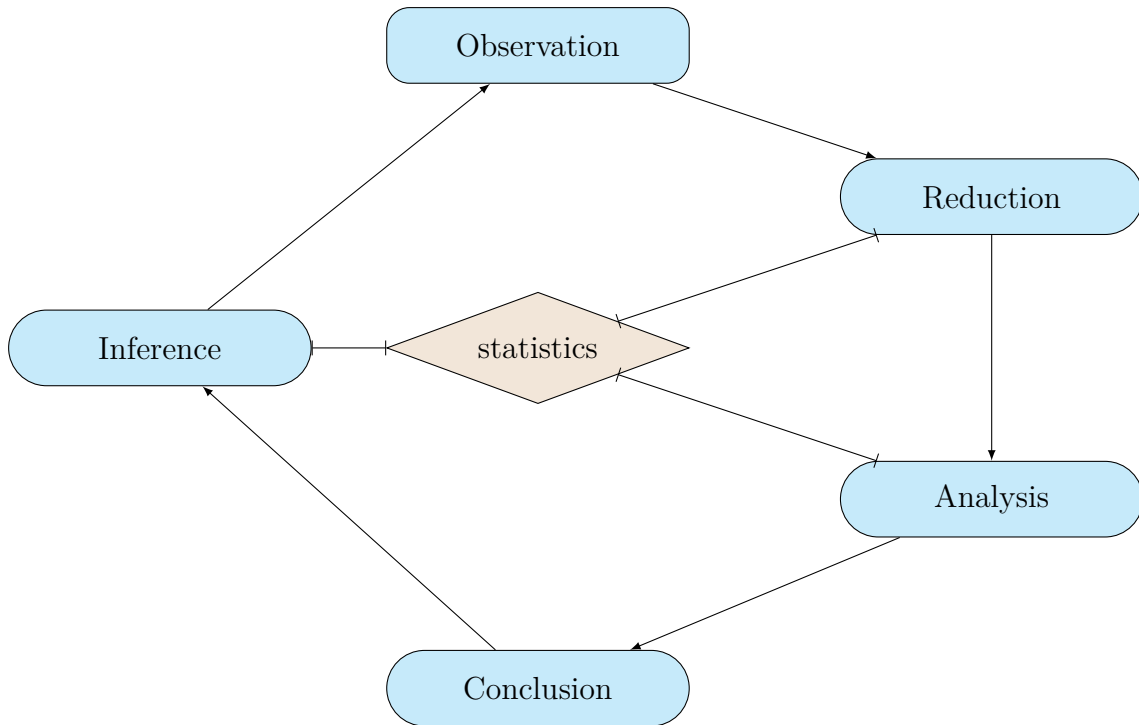 Observation
Reduction
Inference
statistics
Analysis
Conclusion